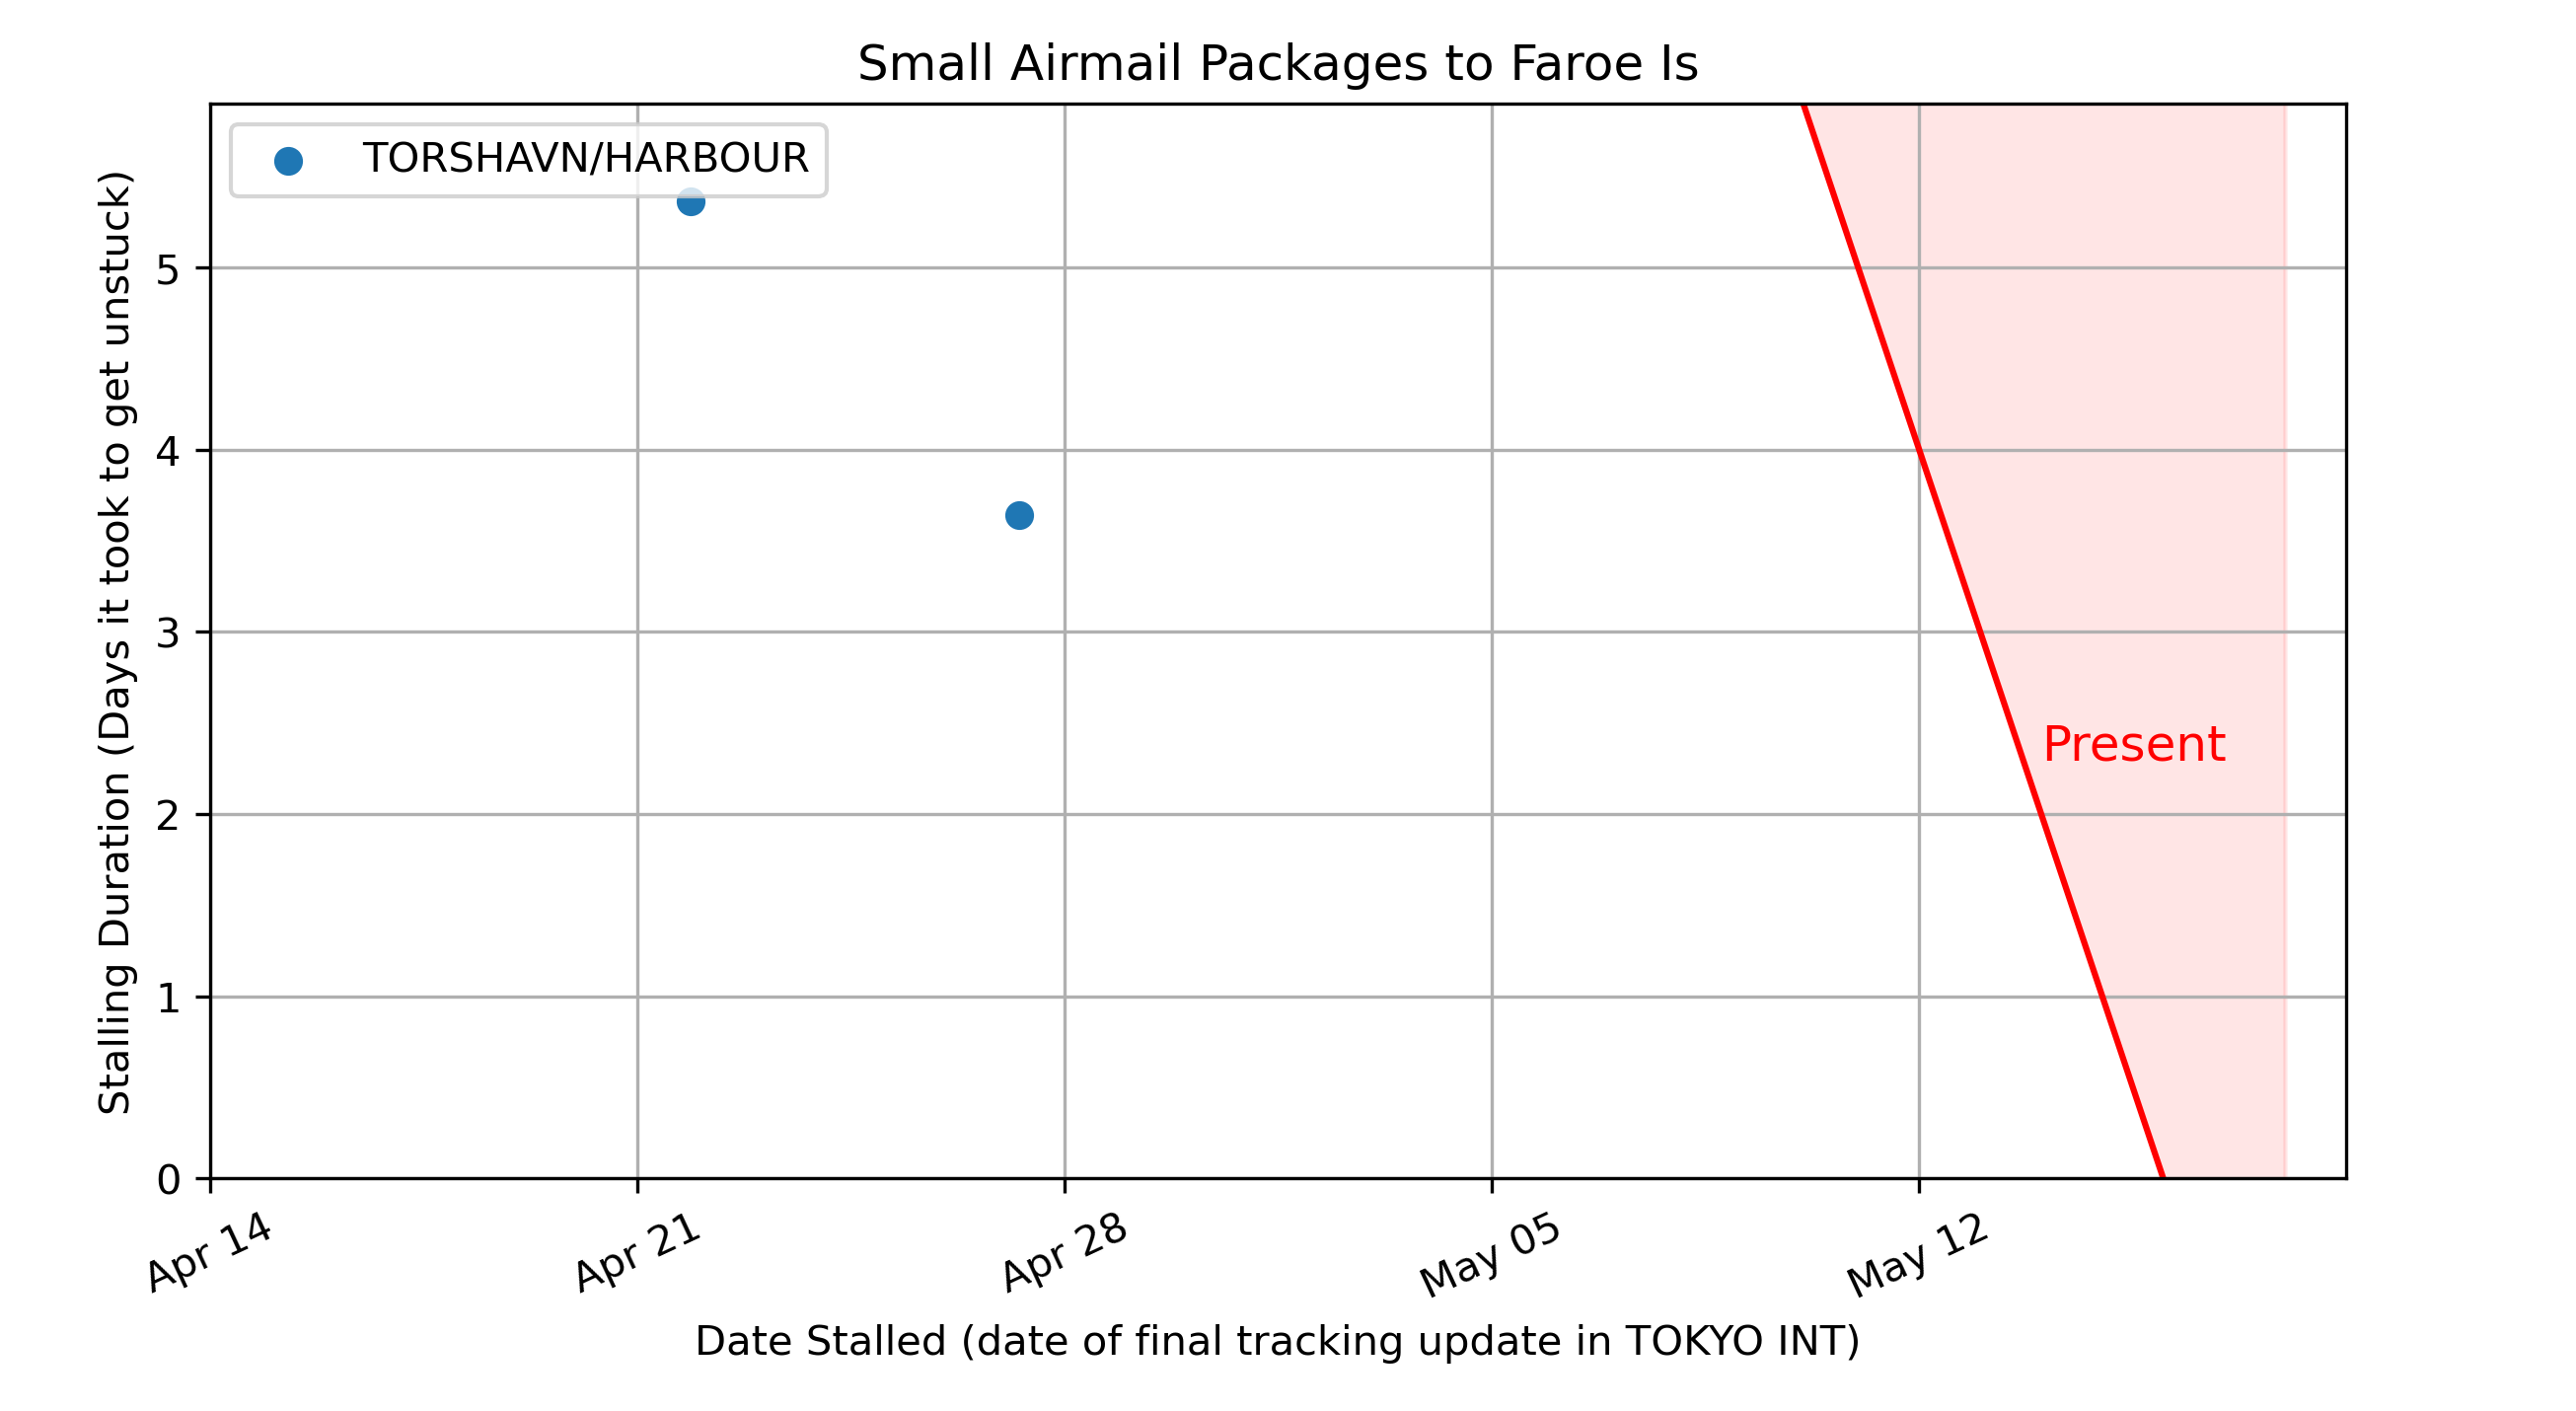 Small Airmail Packages to Faroe Is
TORSHAVN/HARBOUR
Stalling Duration (Days it took to get unstuck)
5
4
3
2
1
0
Present
Apr 14
Apr 21
Apr 28
May 05
May 12
Date Stalled (date of final tracking update in TOKYO INT)